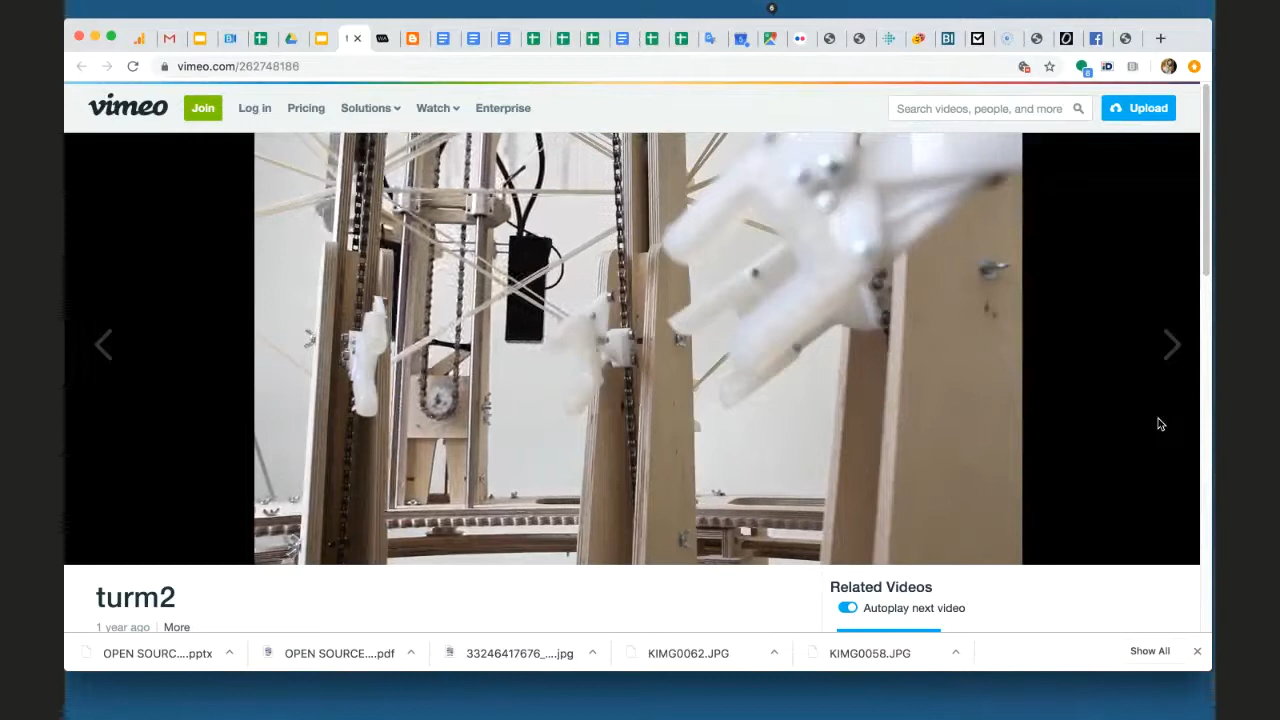 vimeo.com/262748186
vimeo Join Log in Pricing Solutions Watch Enterprise Search videos, people, and more Upload
turm2
1 year ago More
Related Videos
Autoplay next video
OPEN SOURC....pptx OPEN SOURCE....pdf 33246417676_....jpg KIMG0062.JPG KIMG0058.JPG Show All